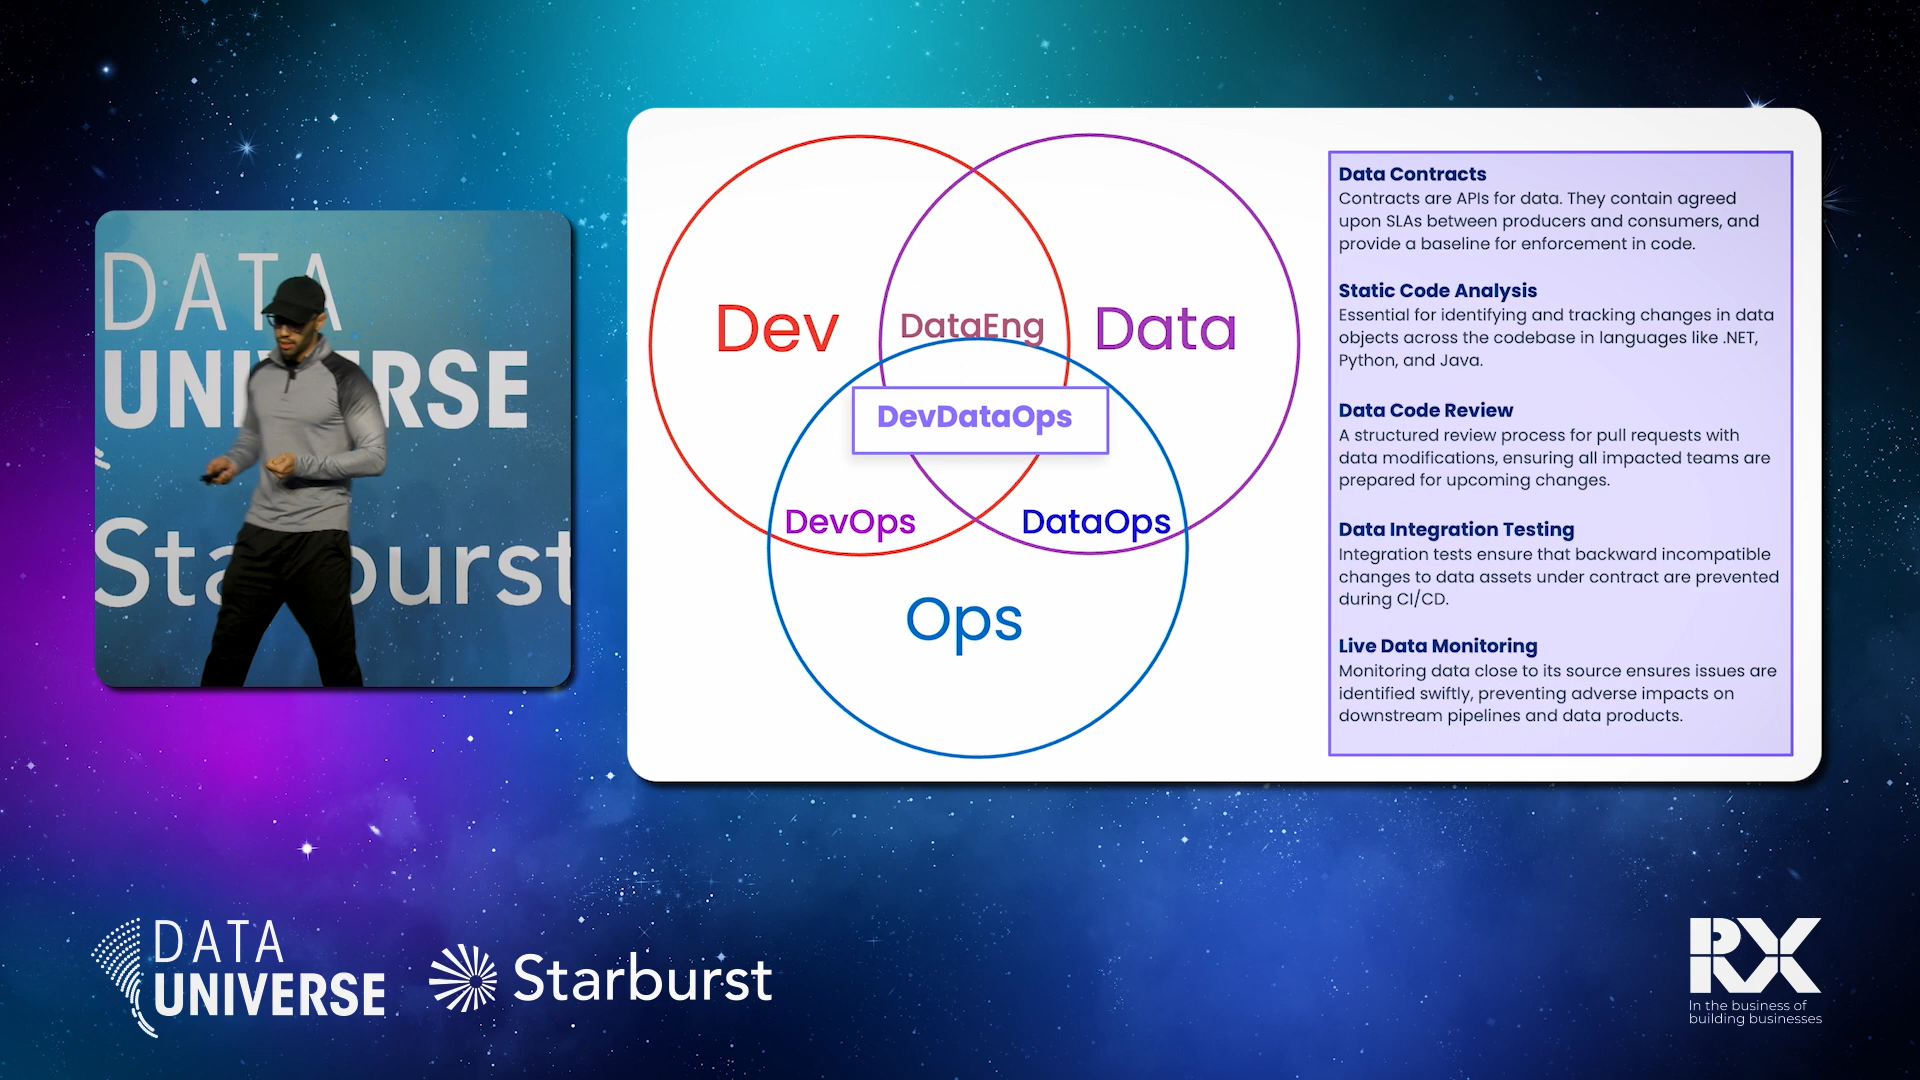 DATA
UNIVERSE
Starburst
Dev
DataEng
Data
DevDataOps
DevOps
DataOps
Ops
Data Contracts
Contracts are APIs for data. They contain agreed
upon SLAs between producers and consumers, and
provide a baseline for enforcement in code.
Static Code Analysis
Essential for identifying and tracking changes in data
objects across the codebase in languages like .NET,
Python, and Java.
Data Code Review
A structured review process for pull requests with
data modifications, ensuring all impacted teams are
prepared for upcoming changes.
Data Integration Testing
Integration tests ensure that backward incompatible
changes to data assets under contract are prevented
during CI/CD.
Live Data Monitoring
Monitoring data close to its source ensures issues are
identified swiftly, preventing adverse impacts on
downstream pipelines and data products.
DATA
UNIVERSE
Starburst
RX
In the business of
building businesses